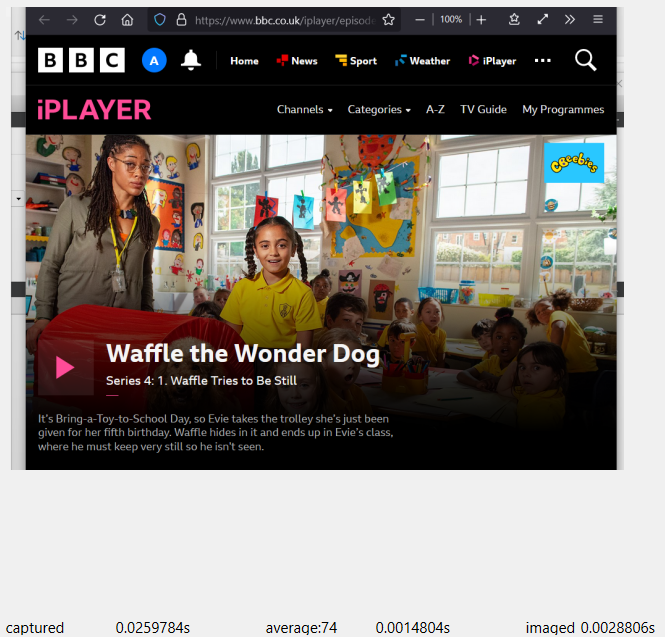 https://www.bbc.co.uk/iplayer/episode
100%
BBC
A
Home
News
Sport
Weather
iPlayer
iPLAYER
Channels
Categories
A-Z
TV Guide
My Programmes
CBeebies
Waffle the Wonder Dog
Series 4: 1. Waffle Tries to Be Still
It's Bring-a-Toy-to-School Day, so Evie takes the trolley she's just been
given for her fifth birthday. Waffle hides in it and ends up in Evie's class,
where he must keep very still so he isn't seen.
captured 0.0259784s average:74 0.0014804s imaged 0.0028806s